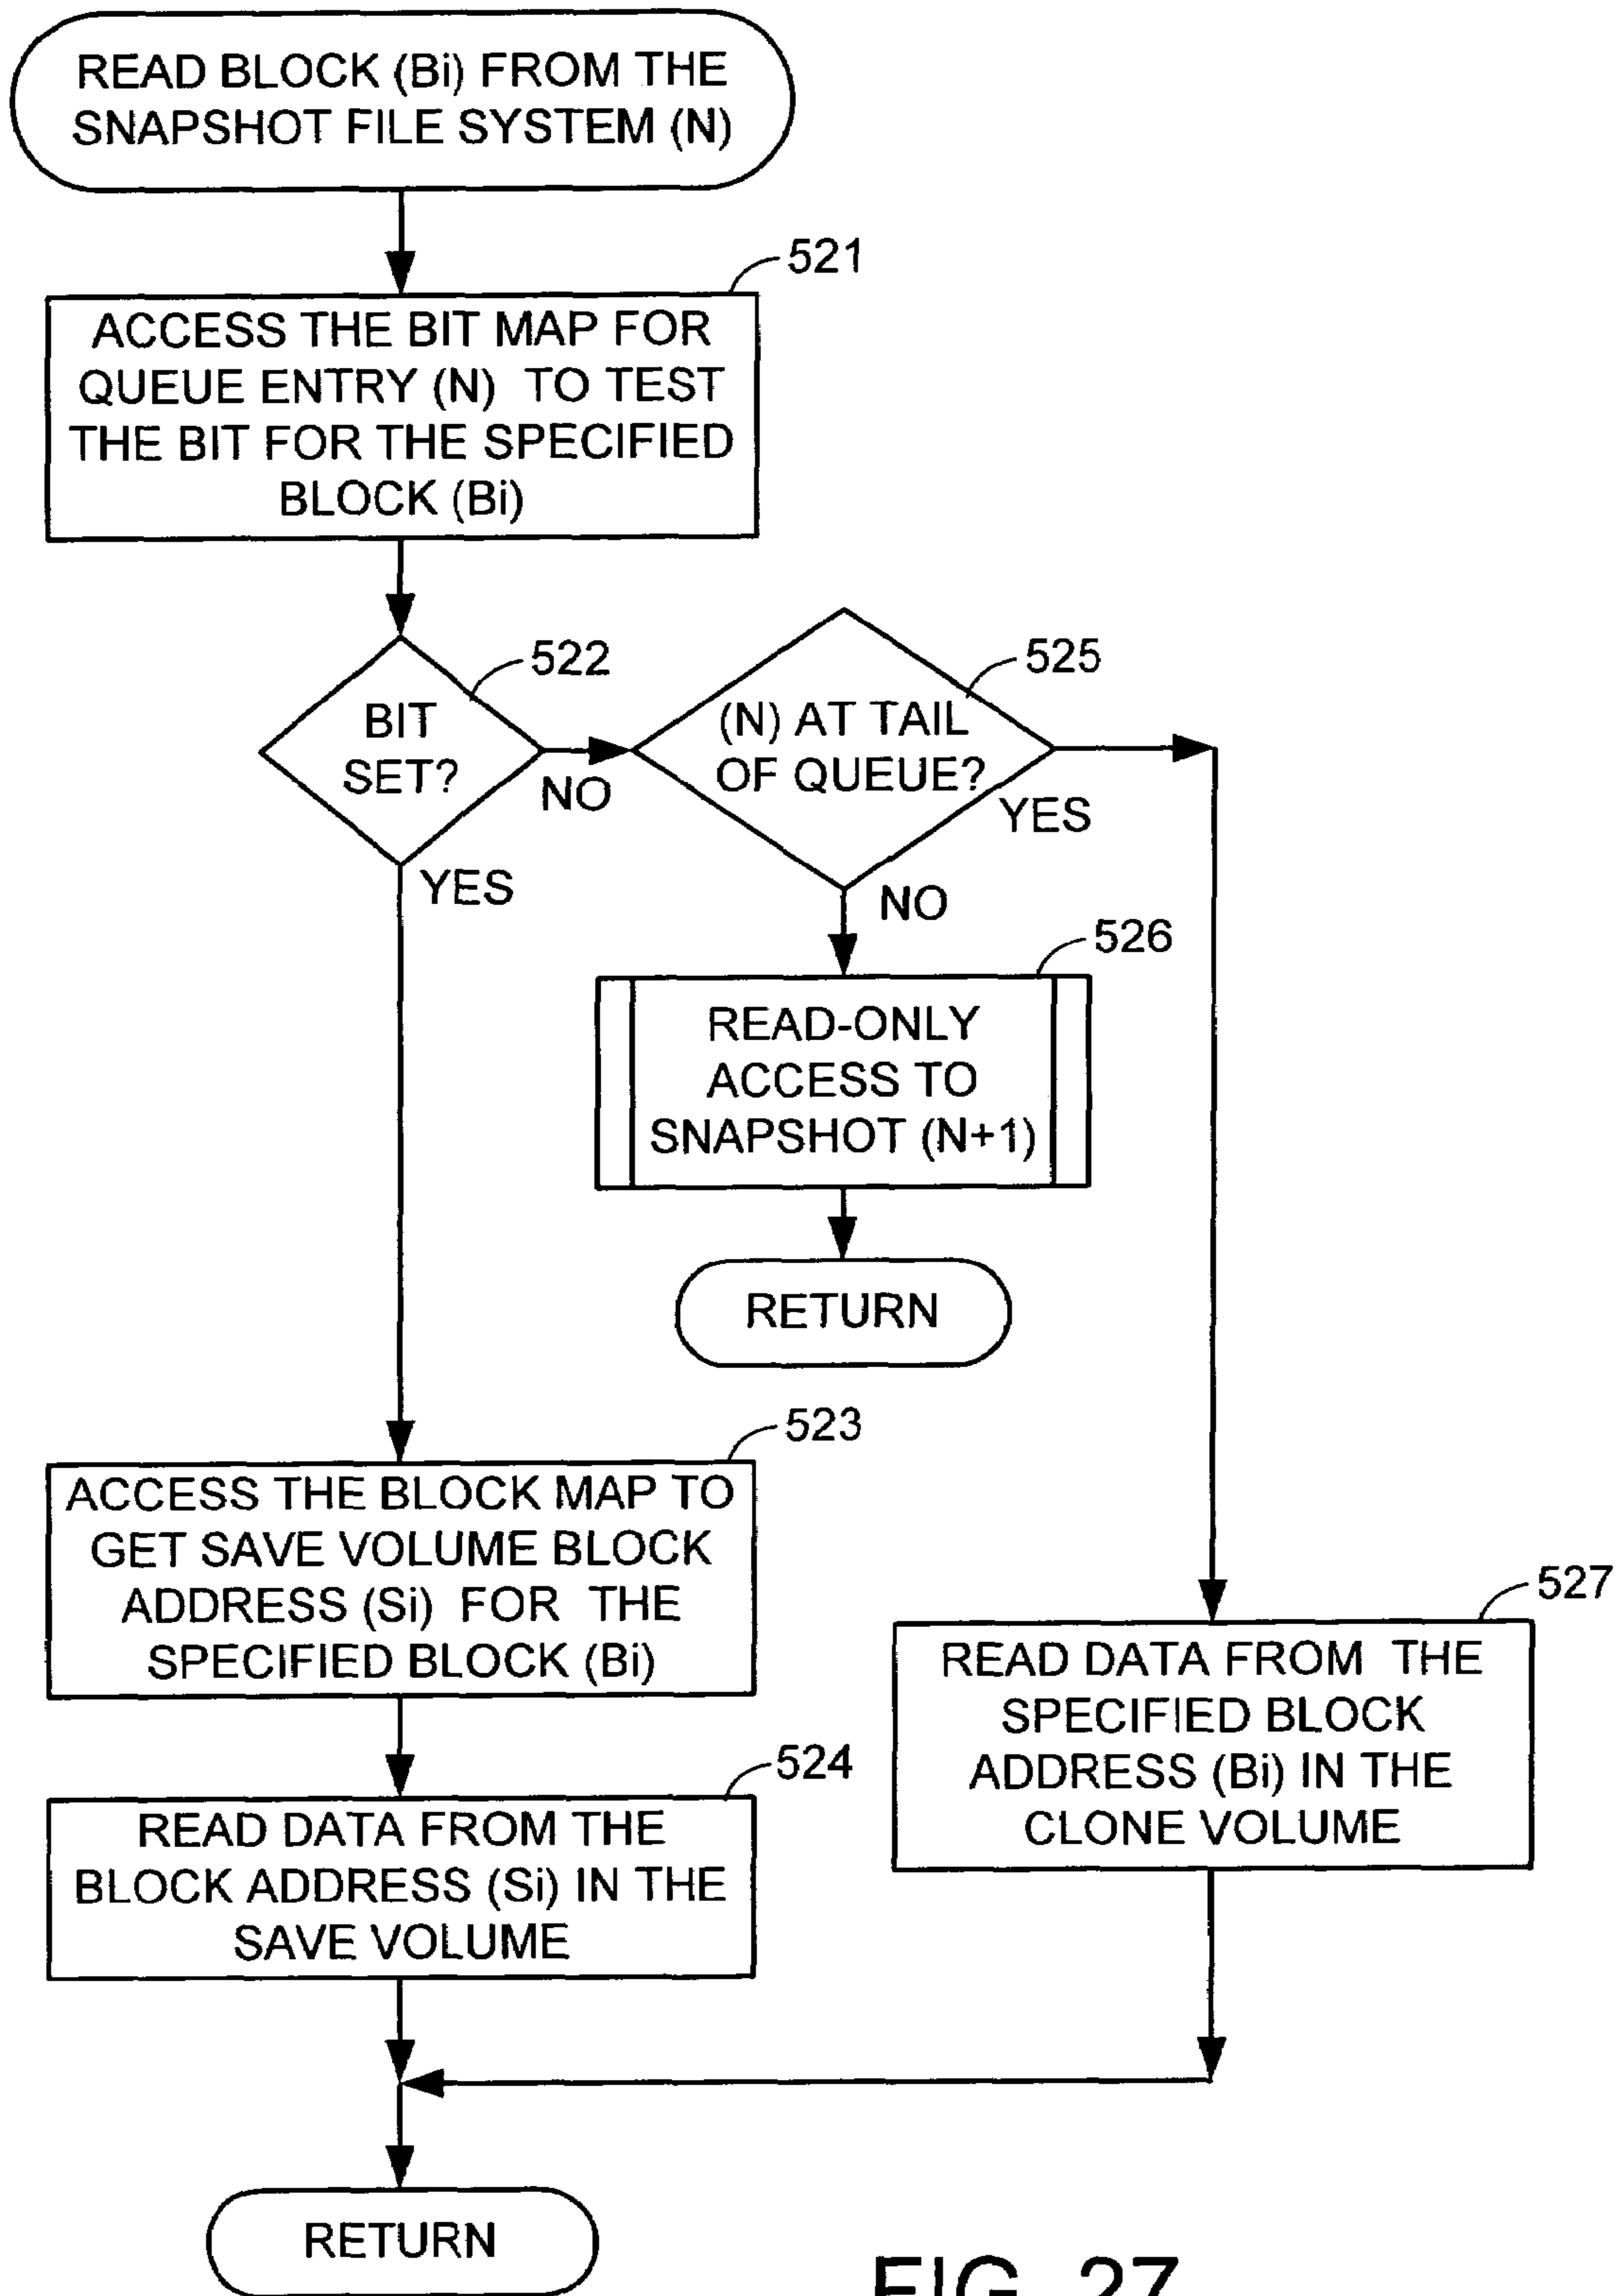 READ BLOCK (Bi) FROM THE
SNAPSHOT FILE SYSTEM (N)
521
ACCESS THE BIT MAP FOR
QUEUE ENTRY (N) TO TEST
THE BIT FOR THE SPECIFIED
BLOCK (Bi)
522
BIT
SET?
NO
YES
525
(N) AT TAIL
OF QUEUE?
YES
NO
526
READ-ONLY
ACCESS TO
SNAPSHOT (N+1)
RETURN
523
ACCESS THE BLOCK MAP TO
GET SAVE VOLUME BLOCK
ADDRESS (Si) FOR THE
SPECIFIED BLOCK (Bi)
524
READ DATA FROM THE
BLOCK ADDRESS (Si) IN THE
SAVE VOLUME
527
READ DATA FROM THE
SPECIFIED BLOCK
ADDRESS (Bi) IN THE
CLONE VOLUME
RETURN
FIG. 27